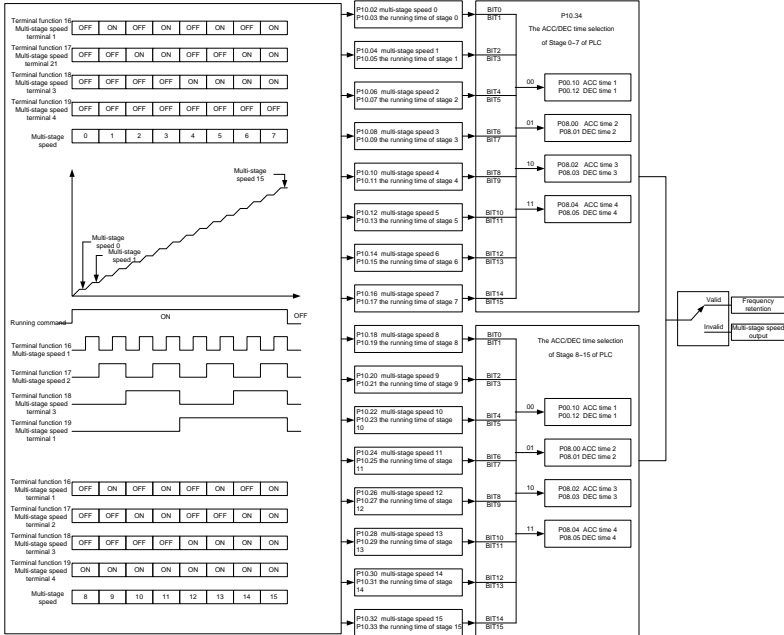 Terminal function 16
Multi-stage speed
terminal 1
OFF ON OFF ON OFF ON OFF ON
Terminal function 17
Multi-stage speed
terminal 21
OFF OFF ON ON OFF OFF ON ON
Terminal function 18
Multi-stage speed
terminal 3
OFF OFF OFF OFF ON ON ON ON
Terminal function 19
Multi-stage speed
terminal 4
OFF OFF OFF OFF OFF OFF OFF OFF
Multi-stage
speed
0 1 2 3 4 5 6 7
Multi-stage
speed 15
Multi-stage
speed 0
Multi-stage
speed 1
Running command
ON
OFF
Terminal function 16
Multi-stage speed 1
Terminal function 17
Multi-stage speed 2
Terminal function 18
Multi-stage speed
terminal 3
Terminal function 19
Multi-stage speed
terminal 1
Terminal function 16
Multi-stage speed
terminal 1
OFF ON OFF ON OFF ON OFF ON
Terminal function 17
Multi-stage speed
terminal 2
OFF OFF ON ON OFF OFF ON ON
Terminal function 18
Multi-stage speed
terminal 3
OFF OFF OFF OFF ON ON ON ON
Terminal function 19
Multi-stage speed
terminal 4
ON ON ON ON ON ON ON ON
Multi-stage
speed
8 9 10 11 12 13 14 15
P10.02 multi-stage speed 0
P10.03 the running time of stage 0
P10.04 multi-stage speed 1
P10.05 the running time of stage 1
P10.06 multi-stage speed 2
P10.07 the running time of stage 2
P10.08 multi-stage speed 3
P10.09 the running time of stage 3
P10.10 multi-stage speed 4
P10.11 the running time of stage 4
P10.12 multi-stage speed 5
P10.13 the running time of stage 5
P10.14 multi-stage speed 6
P10.15 the running time of stage 6
P10.16 multi-stage speed 7
P10.17 the running time of stage 7
P10.18 multi-stage speed 8
P10.19 the running time of stage 8
P10.20 multi-stage speed 9
P10.21 the running time of stage 9
P10.22 multi-stage speed 10
P10.23 the running time of stage
10
P10.24 multi-stage speed 11
P10.25 the running time of stage
11
P10.26 multi-stage speed 12
P10.27 the running time of stage
12
P10.28 multi-stage speed 13
P10.29 the running time of stage
13
P10.30 multi-stage speed 14
P10.31 the running time of stage
14
P10.32 multi-stage speed 15
P10.33 the running time of stage 15
BIT0
BIT1
BIT2
BIT3
BIT4
BIT5
BIT6
BIT7
BIT8
BIT9
BIT10
BIT11
BIT12
BIT13
BIT14
BIT15
P10.34
The ACC/DEC time selection
of Stage 0–7 of PLC
00
P00.10 ACC time 1
P00.12 DEC time 1
01
P08.00 ACC time 2
P08.01 DEC time 2
10
P08.02 ACC time 3
P08.03 DEC time 3
11
P08.04 ACC time 4
P08.05 DEC time 4
BIT0
BIT1
BIT2
BIT3
BIT4
BIT5
BIT6
BIT7
BIT8
BIT9
BIT10
BIT11
BIT12
BIT13
BIT14
BIT15
The ACC/DEC time selection
of Stage 8–15 of PLC
00
P00.10 ACC time 1
P00.12 DEC time 1
01
P08.00 ACC time 2
P08.01 DEC time 2
10
P08.02 ACC time 3
P08.03 DEC time 3
11
P08.04 ACC time 4
P08.05 DEC time 4
Valid
Frequency
retention
Invalid
Multi-stage speed
output